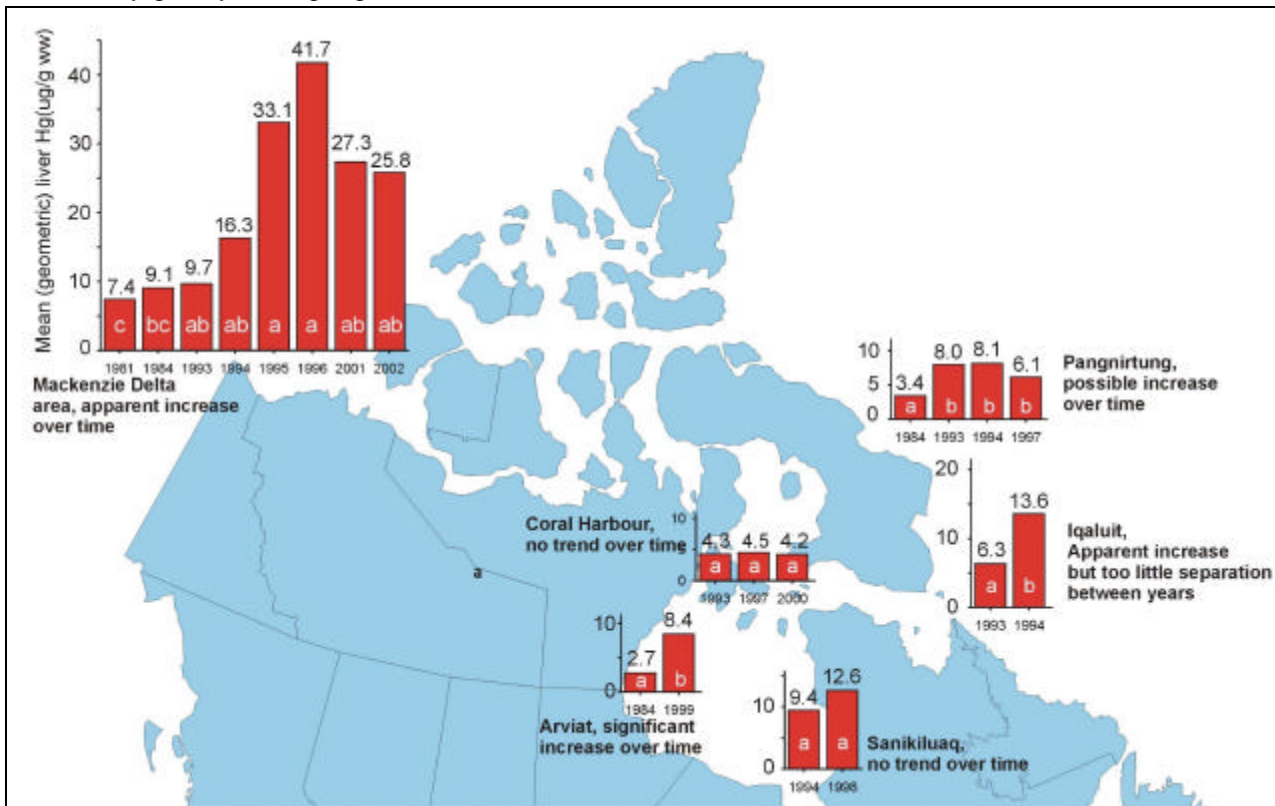 Mean (geometric) liver Hg(ug/g ww)
40
30
20
10
0
7.4
9.1
9.7
16.3
33.1
41.7
27.3
25.8
c
bc
ab
ab
a
a
ab
ab
1981
1984
1993
1994
1995
1996
2001
2002
Mackenzie Delta
area, apparent increase
over time
10
5
0
3.4
8.0
8.1
6.1
a
b
b
b
1984
1993
1994
1997
Pangnirtung,
possible increase
over time
20
10
0
6.3
13.6
a
b
1993
1994
Iqaluit,
Apparent increase
but too little separation
between years
Coral Harbour,
no trend over time
10
0
4.3
4.5
4.2
a
a
a
1993
1997
2000
a
10
0
2.7
8.4
a
b
1984
1999
Arviat, significant
increase over time
10
0
9.4
12.6
a
a
1994
1998
Sanikiluaq,
no trend over time